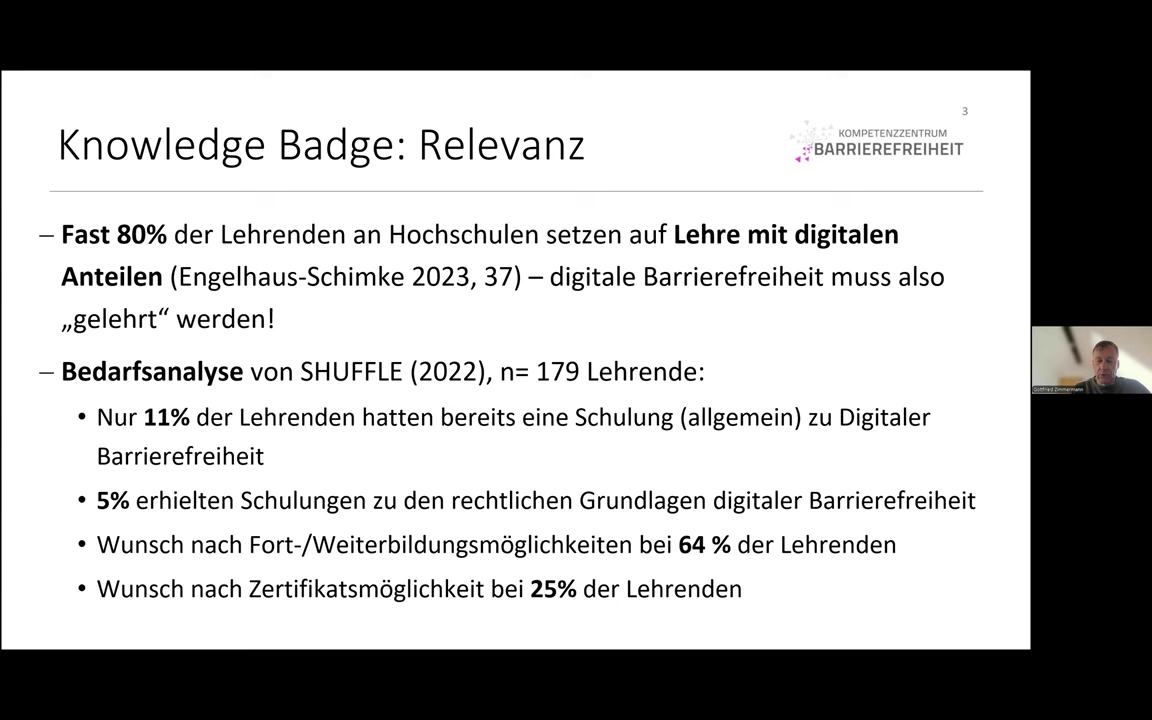 3
Knowledge Badge: Relevanz
KOMPETENZZENTRUM
BARRIEREFREIHEIT
– Fast 80% der Lehrenden an Hochschulen setzen auf Lehre mit digitalen
Anteilen (Engelhaus-Schimke 2023, 37) – digitale Barrierefreiheit muss also
„gelehrt“ werden!
– Bedarfsanalyse von SHUFFLE (2022), n= 179 Lehrende:
• Nur 11% der Lehrenden hatten bereits eine Schulung (allgemein) zu Digitaler
Barrierefreiheit
• 5% erhielten Schulungen zu den rechtlichen Grundlagen digitaler Barrierefreiheit
• Wunsch nach Fort-/Weiterbildungsmöglichkeiten bei 64 % der Lehrenden
• Wunsch nach Zertifikatsmöglichkeit bei 25% der Lehrenden
Gottfried Zimmermann